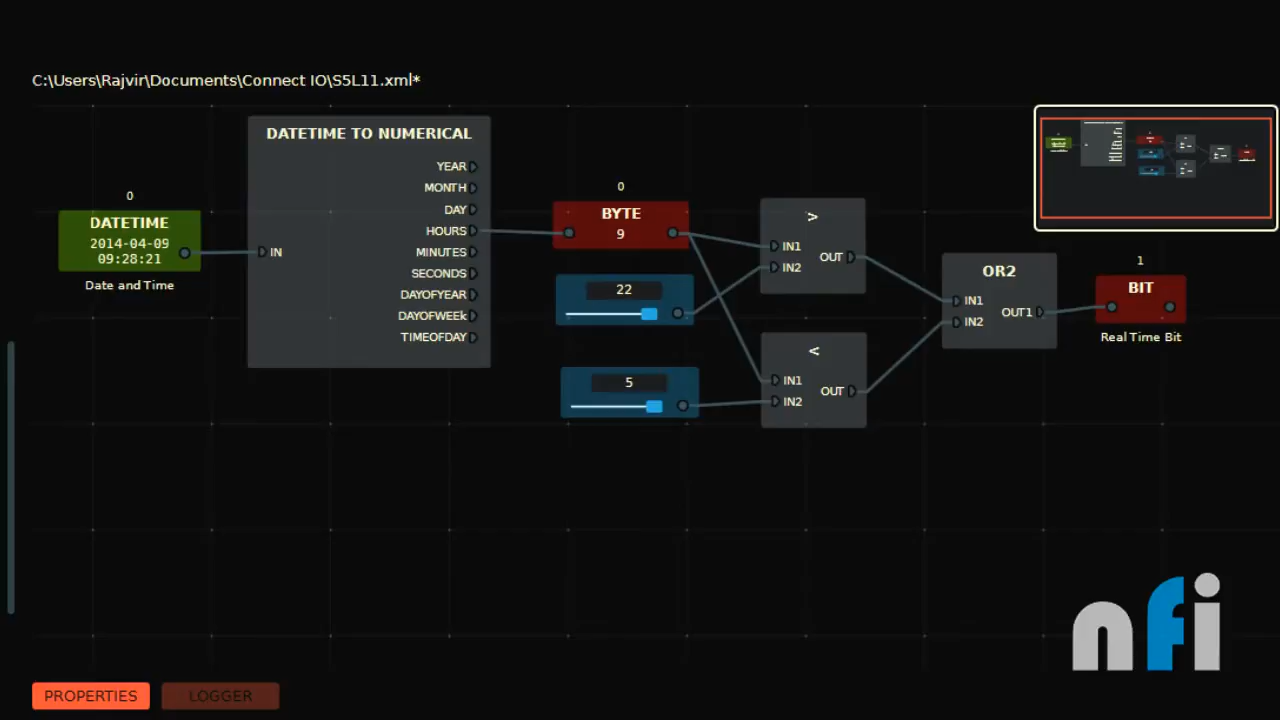 C:\Users\Rajvir\Documents\Connect IO\S5L11.xml*
0
DATETIME
2014-04-09
09:28:21
Date and Time
DATETIME TO NUMERICAL
IN
YEAR
MONTH
DAY
HOURS
MINUTES
SECONDS
DAYOFYEAR
DAYOFWEEk
TIMEOFDAY
0
BYTE
9
22
5
>
IN1
IN2
OUT
<
IN1
IN2
OUT
OR2
IN1
IN2
OUT1
1
BIT
Real Time Bit
nfi
PROPERTIES
LOGGER